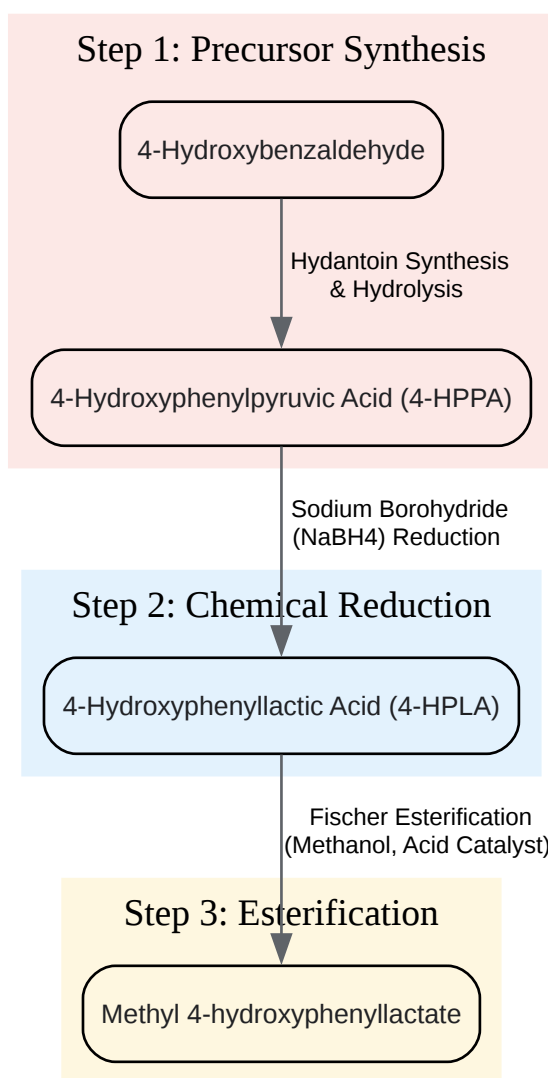 Step 1: Precursor Synthesis
4-Hydroxybenzaldehyde
Hydantoin Synthesis
& Hydrolysis
4-Hydroxyphenylpyruvic Acid (4-HPPA)
Sodium Borohydride
(NaBH4) Reduction
Step 2: Chemical Reduction
4-Hydroxyphenyllactic Acid (4-HPLA)
Fischer Esterification
(Methanol, Acid Catalyst)
Step 3: Esterification
Methyl 4-hydroxyphenyllactate